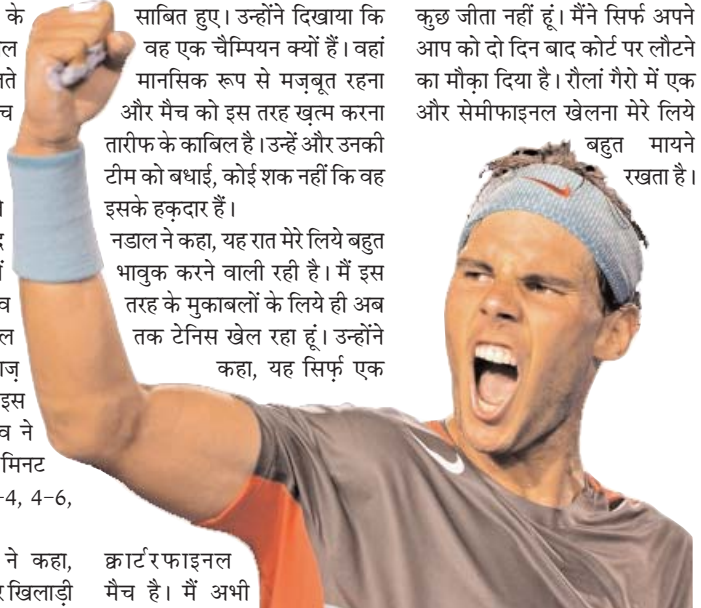 के
ल
ते
च
व
ल
ज़
इस
व ने
मिनट
-4, 4-6,
ने कहा,
खिलाड़ी
साबित हुए। उन्होंने दिखाया कि
वह एक चैम्पियन क्यों हैं। वहां
मानसिक रूप से मज़बूत रहना
और मैच को इस तरह ख़त्म करना
तारीफ के काबिल है। उन्हें और उनकी
टीम को बधाई, कोई शक नहीं कि वह
इसके हक़दार हैं।
नडाल ने कहा, यह रात मेरे लिये बहुत
भावुक करने वाली रही है। मैं इस
तरह के मुकाबलों के लिये ही अब
तक टेनिस खेल रहा हूं। उन्होंने
कहा, यह सिर्फ़ एक
क्वार्टरफाइनल
मैच है। मैं अभी
कुछ जीता नहीं हूं। मैंने सिर्फ अपने
आप को दो दिन बाद कोर्ट पर लौटने
का मौक़ा दिया है। रौलां गैरो में एक
और सेमीफाइनल खेलना मेरे लिये
बहुत मायने
रखता है।